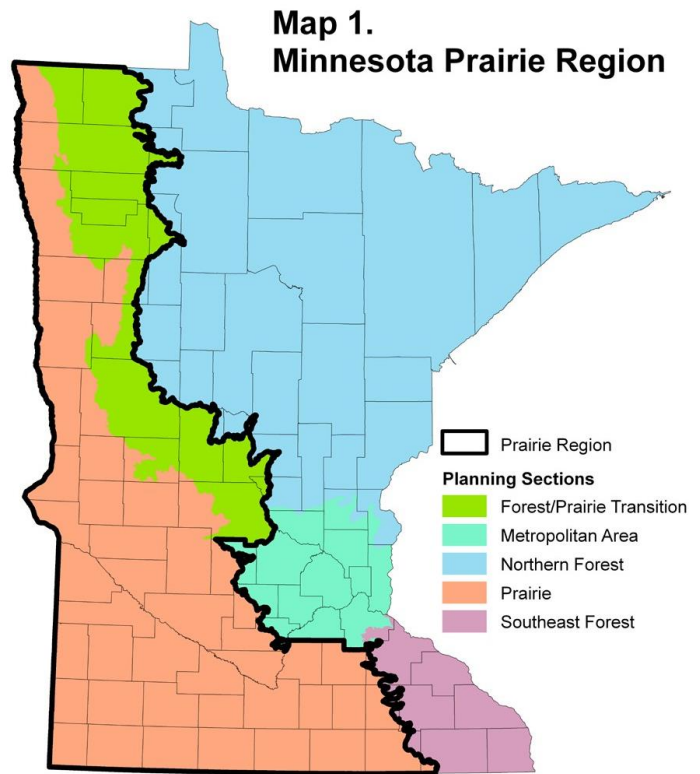 Map 1.
Minnesota Prairie Region
Prairie Region
Planning Sections
Forest/Prairie Transition
Metropolitan Area
Northern Forest
Prairie
Southeast Forest